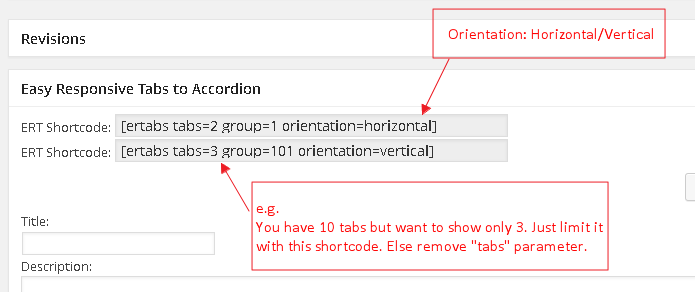 Orientation: Horizontal/Vertical
Revisions
Easy Responsive Tabs to Accordion
ERT Shortcode: [ertabs tabs=2 group=1 orientation=horizontal]
ERT Shortcode: [ertabs tabs=3 group=101 orientation=vertical]
e.g.
You have 10 tabs but want to show only 3. Just limit it
with this shortcode. Else remove "tabs" parameter.
Title:
Description: